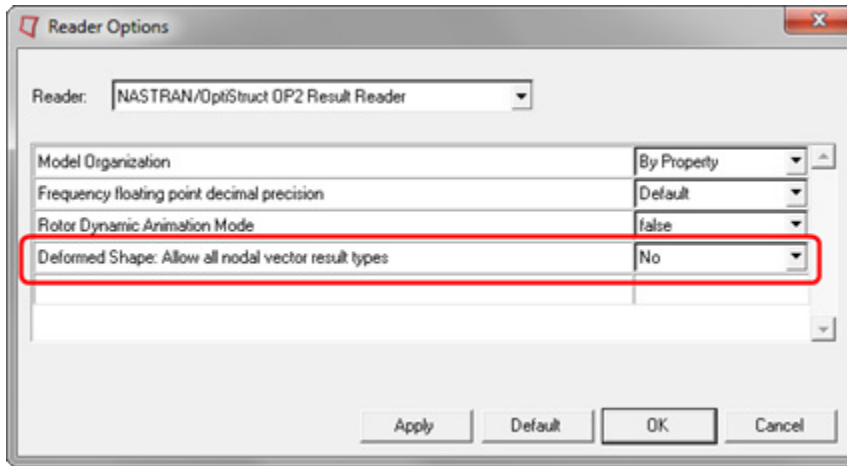 Reader Options
Reader: NASTRAN/OptiStruct OP2 Result Reader
Model Organization By Property
Frequency floating point decimal precision Default
Rotor Dynamic Animation Mode false
Deformed Shape: Allow all nodal vector result types No
Apply Default OK Cancel